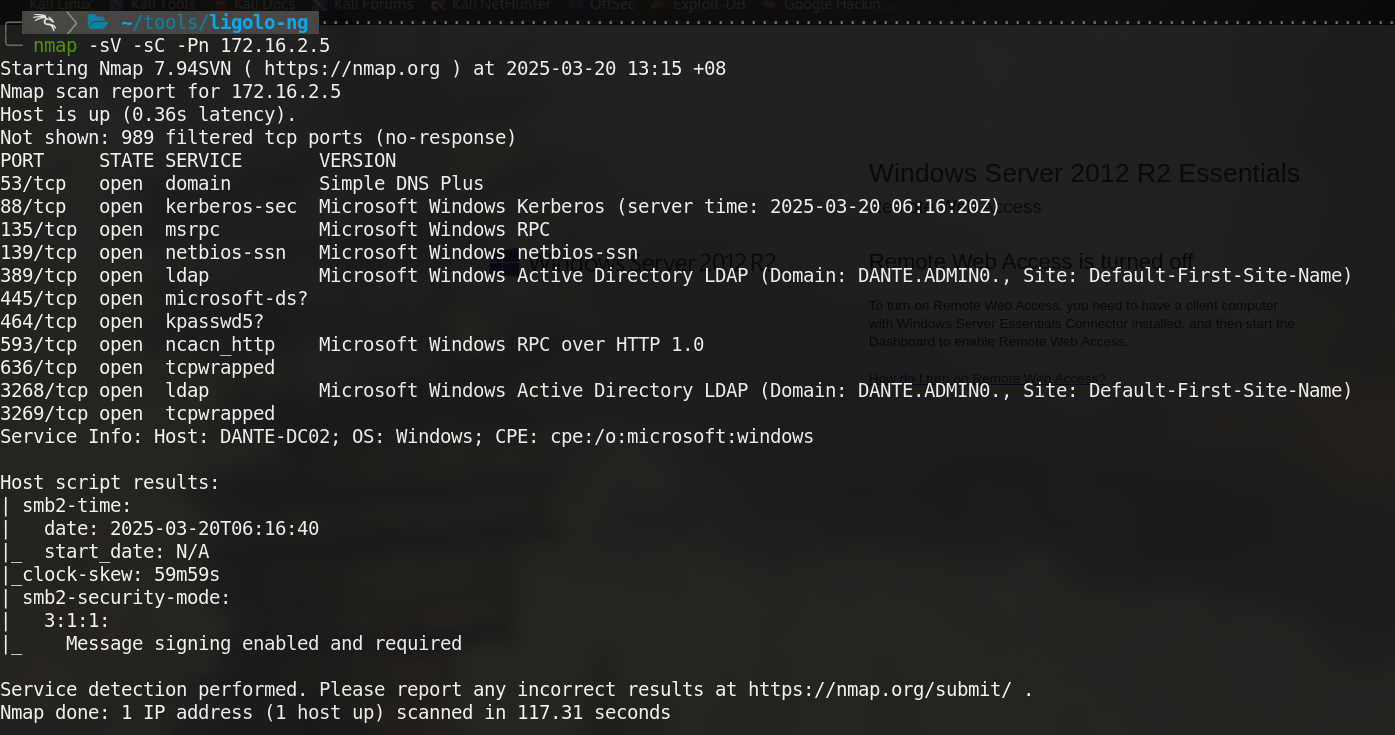 Kali Linux Kali Tools Kali Docs Kali Forums Kali NetHunter OffSec Exploit-DB Google Hackin...
~/tools/ligolo-ng
nmap -sV -sC -Pn 172.16.2.5
Starting Nmap 7.94SVN ( https://nmap.org ) at 2025-03-20 13:15 +08
Nmap scan report for 172.16.2.5
Host is up (0.36s latency).
Not shown: 989 filtered tcp ports (no-response)
PORT     STATE SERVICE       VERSION
53/tcp   open  domain        Simple DNS Plus
88/tcp   open  kerberos-sec  Microsoft Windows Kerberos (server time: 2025-03-20 06:16:20Z)
135/tcp  open  msrpc         Microsoft Windows RPC
139/tcp  open  netbios-ssn   Microsoft Windows netbios-ssn
389/tcp  open  ldap          Microsoft Windows Active Directory LDAP (Domain: DANTE.ADMIN0., Site: Default-First-Site-Name)
445/tcp  open  microsoft-ds?
464/tcp  open  kpasswd5?
593/tcp  open  ncacn_http    Microsoft Windows RPC over HTTP 1.0
636/tcp  open  tcpwrapped
3268/tcp open  ldap          Microsoft Windows Active Directory LDAP (Domain: DANTE.ADMIN0., Site: Default-First-Site-Name)
3269/tcp open  tcpwrapped
Service Info: Host: DANTE-DC02; OS: Windows; CPE: cpe:/o:microsoft:windows
Host script results:
| smb2-time:
|   date: 2025-03-20T06:16:40
|_  start_date: N/A
|_clock-skew: 59m59s
| smb2-security-mode:
|   3:1:1:
|_    Message signing enabled and required
Service detection performed. Please report any incorrect results at https://nmap.org/submit/ .
Nmap done: 1 IP address (1 host up) scanned in 117.31 seconds
Windows Server 2012 R2 Essentials
Windows Server 2012 R2
Remote Web Access is turned off
To turn on Remote Web Access, you need to have a client computer
with Windows Server Essentials Connector installed, and then start the
Dashboard to enable Remote Web Access.
How do I turn on Remote Web Access?